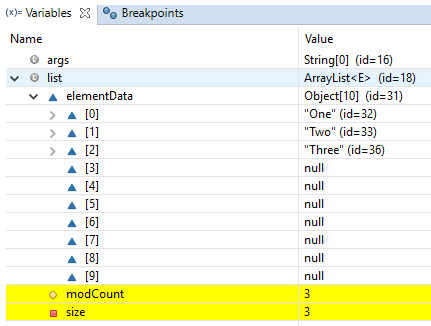 Variables Breakpoints
Name Value
args String[0] (id=16)
list ArrayList<E> (id=18)
elementData Object[10] (id=31)
[0] "One" (id=32)
[1] "Two" (id=33)
[2] "Three" (id=36)
[3] null
[4] null
[5] null
[6] null
[7] null
[8] null
[9] null
modCount 3
size 3